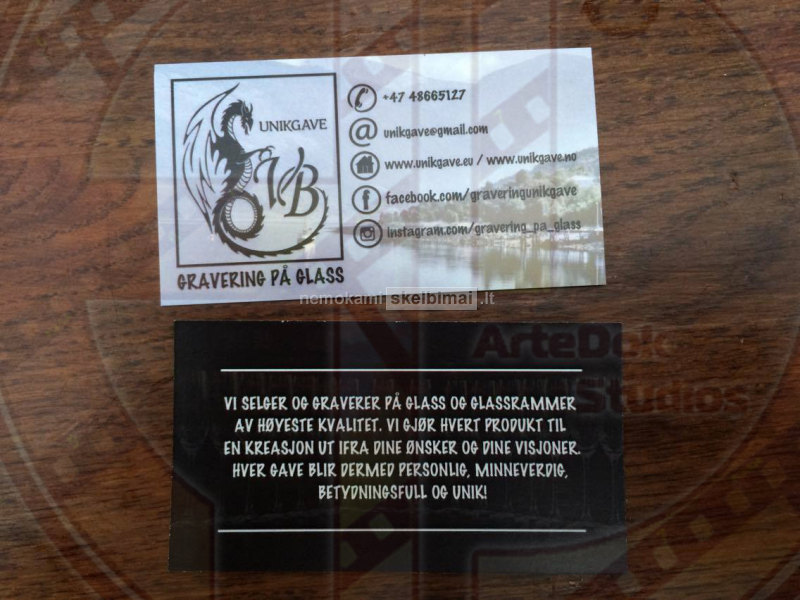 UNIKGAVE
VB
GRAVERING PÅ GLASS
+47 48665127
unikgave@gmail.com
www.unikgave.eu / www.unikgave.no
facebook.com/graveringunikgave
instagram.com/gravering_pa_glass
nemokami skelbimai .lt
ArteDeko
Studios
VI SELGER OG GRAVERER PÅ GLASS OG GLASSRAMMER
AV HØYESTE KVALITET. VI GJØR HVERT PRODUKT TIL
EN KREASJON UT IFRA DINE ØNSKER OG DINE VISJONER.
HVER GAVE BLIR DERMED PERSONLIG, MINNEVERDIG,
BETYDNINGSFULL OG UNIK!